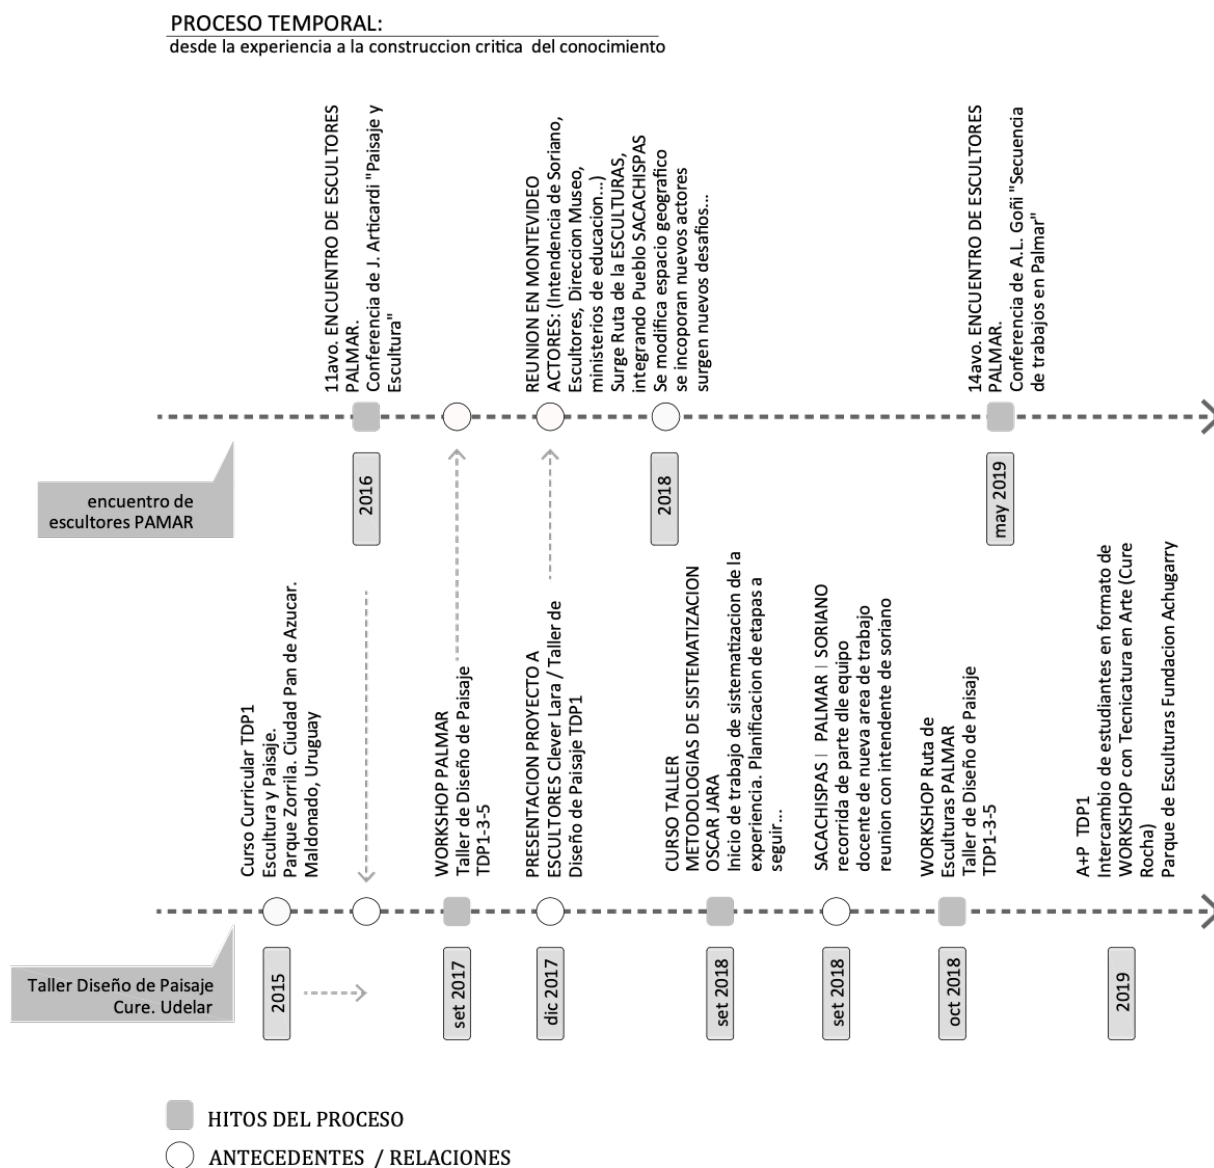 PROCESO TEMPORAL:
desde la experiencia a la construccion critica  del conocimiento
11avo. ENCUENTRO DE ESCULTORES
PALMAR.
Conferencia de J. Articardi "Paisaje y
Escultura"
REUNION EN MONTEVIDEO
ACTORES: (Intendencia de Soriano,
Escultores, Direccion Museo,
ministerios de educacion...)
Surge Ruta de la ESCULTURAS,
integrando Pueblo SACACHISPAS
Se modifica espacio geografico
se incoporan nuevos actores
surgen nuevos desafios...
14avo. ENCUENTRO DE ESCULTORES
PALMAR.
Conferencia de A.L. Goñi "Secuencia
de trabajos en Palmar"
encuentro de
escultores PAMAR
2016
2018
may 2019
Curso Curricular TDP1
Escultura y Paisaje.
Parque Zorrila. Ciudad Pan de Azucar.
Maldonado, Uruguay
WORKSHOP PALMAR
Taller de Diseño de Paisaje
TDP1-3-5
PRESENTACION PROYECTO A
ESCULTORES Clever Lara / Taller de
Diseño de Paisaje TDP1
CURSO TALLER
METODOLOGIAS DE SISTEMATIZACION
OSCAR JARA
Inicio de trabajo de sistematizacion de la
experiencia. Planificacion de etapas a
seguir...
SACACHISPAS | PALMAR | SORIANO
recorrida de parte dle equipo
docente de nueva area de trabajo
reunion con intendente de soriano
WORKSHOP Ruta de
Esculturas PALMAR
Taller de Diseño de Paisaje
TDP1-3-5
A+P  TDP1
Intercambio de estudiantes en formato de
WORKSHOP con Tecnicatura en Arte (Cure
Rocha)
Parque de Esculturas Fundacion Achugarry
Taller Diseño de Paisaje
Cure. Udelar
2015
set 2017
dic 2017
set 2018
set 2018
oct 2018
2019
HITOS DEL PROCESO
ANTECEDENTES  / RELACIONES